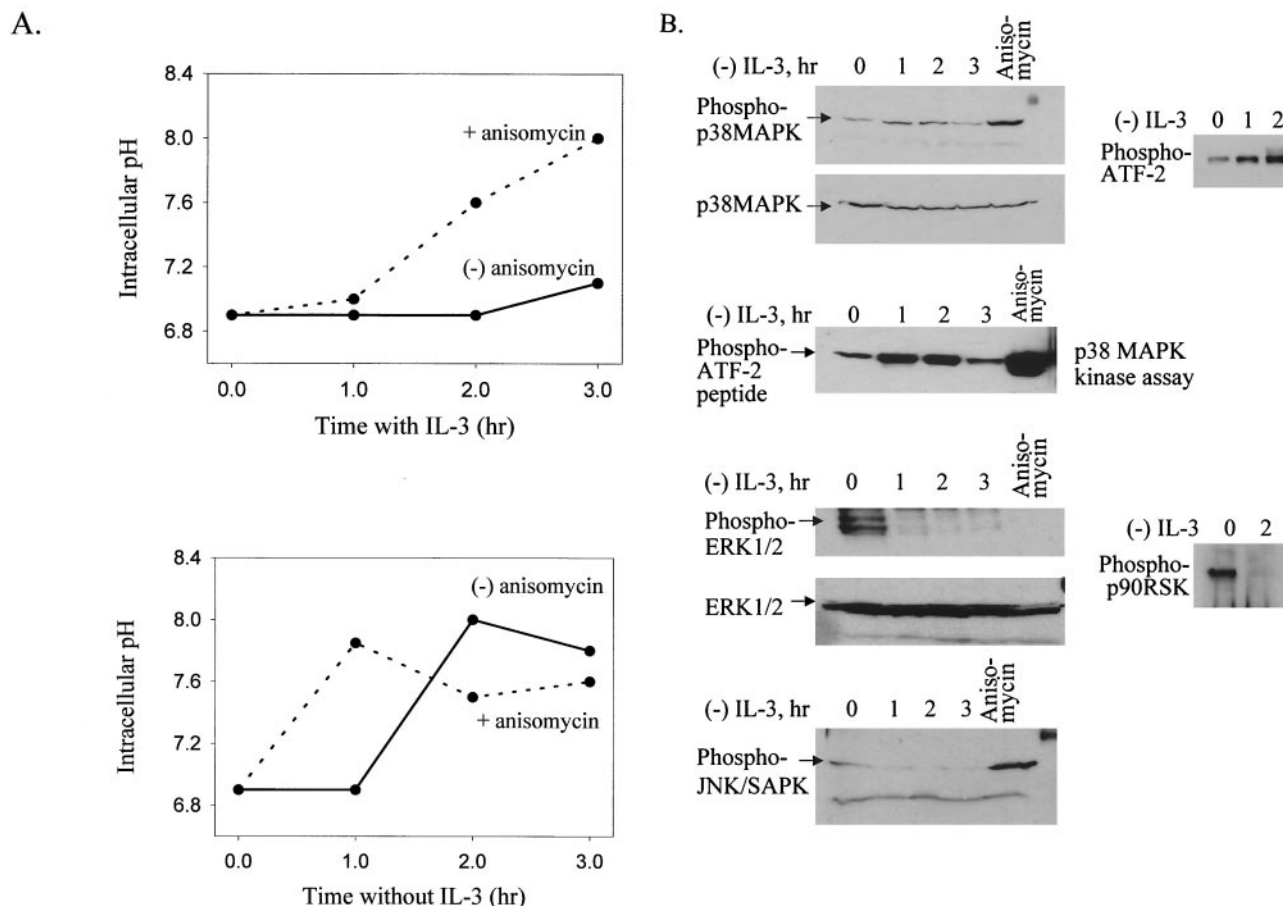 A.
8.4
8.0
7.6
7.2
6.8
Intracellular pH
+ anisomycin
(-) anisomycin
0.0 1.0 2.0 3.0
Time with IL-3 (hr)
8.4
8.0
7.6
7.2
6.8
Intracellular pH
(-) anisomycin
+ anisomycin
0.0 1.0 2.0 3.0
Time without IL-3 (hr)
B.
(-) IL-3, hr 0 1 2 3 Aniso-
mycin
Phospho-
p38MAPK
p38MAPK
(-) IL-3 0 1 2
Phospho-
ATF-2
(-) IL-3, hr 0 1 2 3 Aniso-
mycin
Phospho-
ATF-2
peptide
p38 MAPK
kinase assay
(-) IL-3, hr 0 1 2 3 Aniso-
mycin
Phospho-
ERK1/2
ERK1/2
(-) IL-3 0 2
Phospho-
p90RSK
(-) IL-3, hr 0 1 2 3 Aniso-
mycin
Phospho-
JNK/SAPK